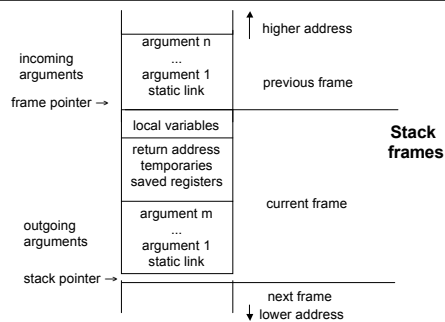 higher address
argument n
...
argument 1
static link
incoming
arguments
previous frame
frame pointer →
local variables
Stack
frames
return address
temporaries
saved registers
current frame
argument m
...
argument 1
static link
outgoing
arguments
stack pointer →
next frame
lower address